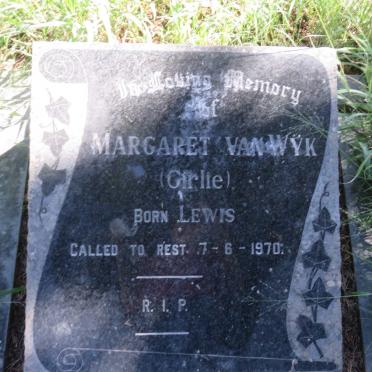 In Loving Memory
of
MARGARET VAN WYK
(Girlie)
BORN LEWIS
CALLED TO REST 7-6-1970.
R.I.P.